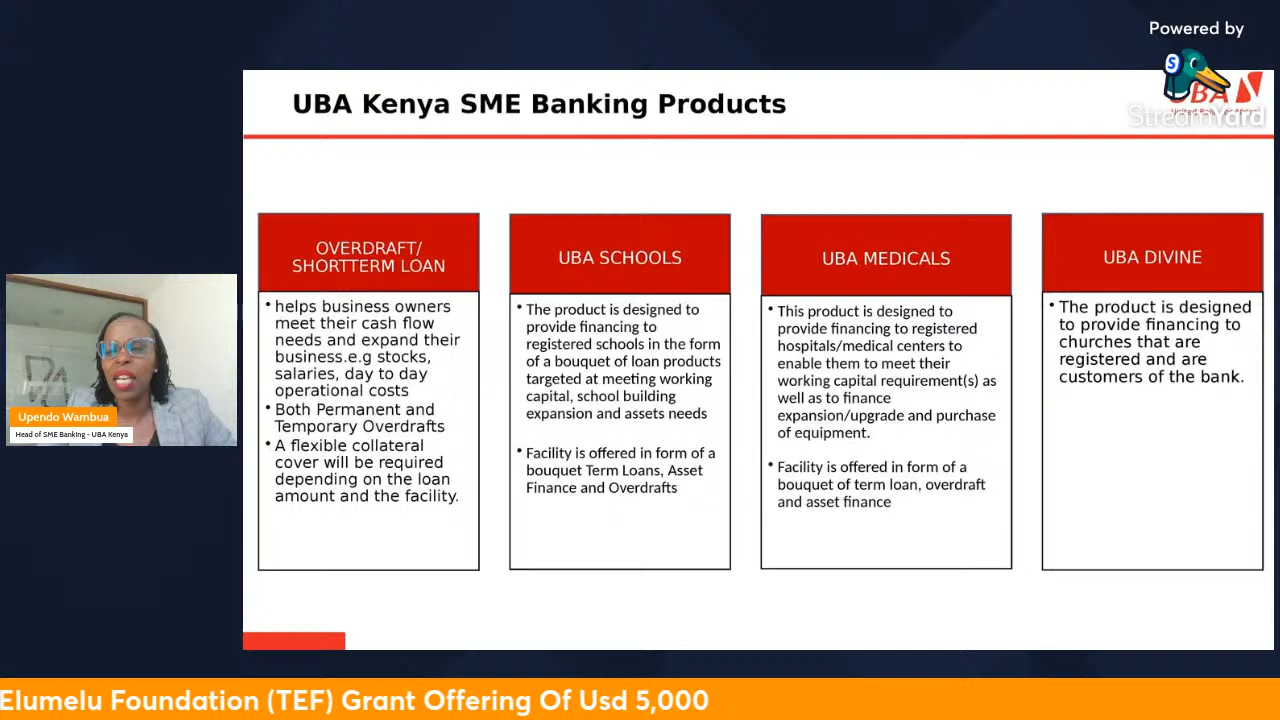 Powered by
StreamYard
UBA
UBA Kenya SME Banking Products
OVERDRAFT/
SHORTTERM LOAN
• helps business owners
meet their cash flow
needs and expand their
business.e.g stocks,
salaries, day to day
operational costs
• Both Permanent and
Temporary Overdrafts
• A flexible collateral
cover will be required
depending on the loan
amount and the facility.
UBA SCHOOLS
• The product is designed to
provide financing to
registered schools in the form
of a bouquet of loan products
targeted at meeting working
capital, school building
expansion and assets needs
• Facility is offered in form of a
bouquet Term Loans, Asset
Finance and Overdrafts
UBA MEDICALS
• This product is designed to
provide financing to registered
hospitals/medical centers to
enable them to meet their
working capital requirement(s) as
well as to finance
expansion/upgrade and purchase
of equipment.
• Facility is offered in form of a
bouquet of term loan, overdraft
and asset finance
UBA DIVINE
• The product is designed
to provide financing to
churches that are
registered and are
customers of the bank.
Upendo Wambua
Head of SME Banking - UBA Kenya
Elumelu Foundation (TEF) Grant Offering Of Usd 5,000